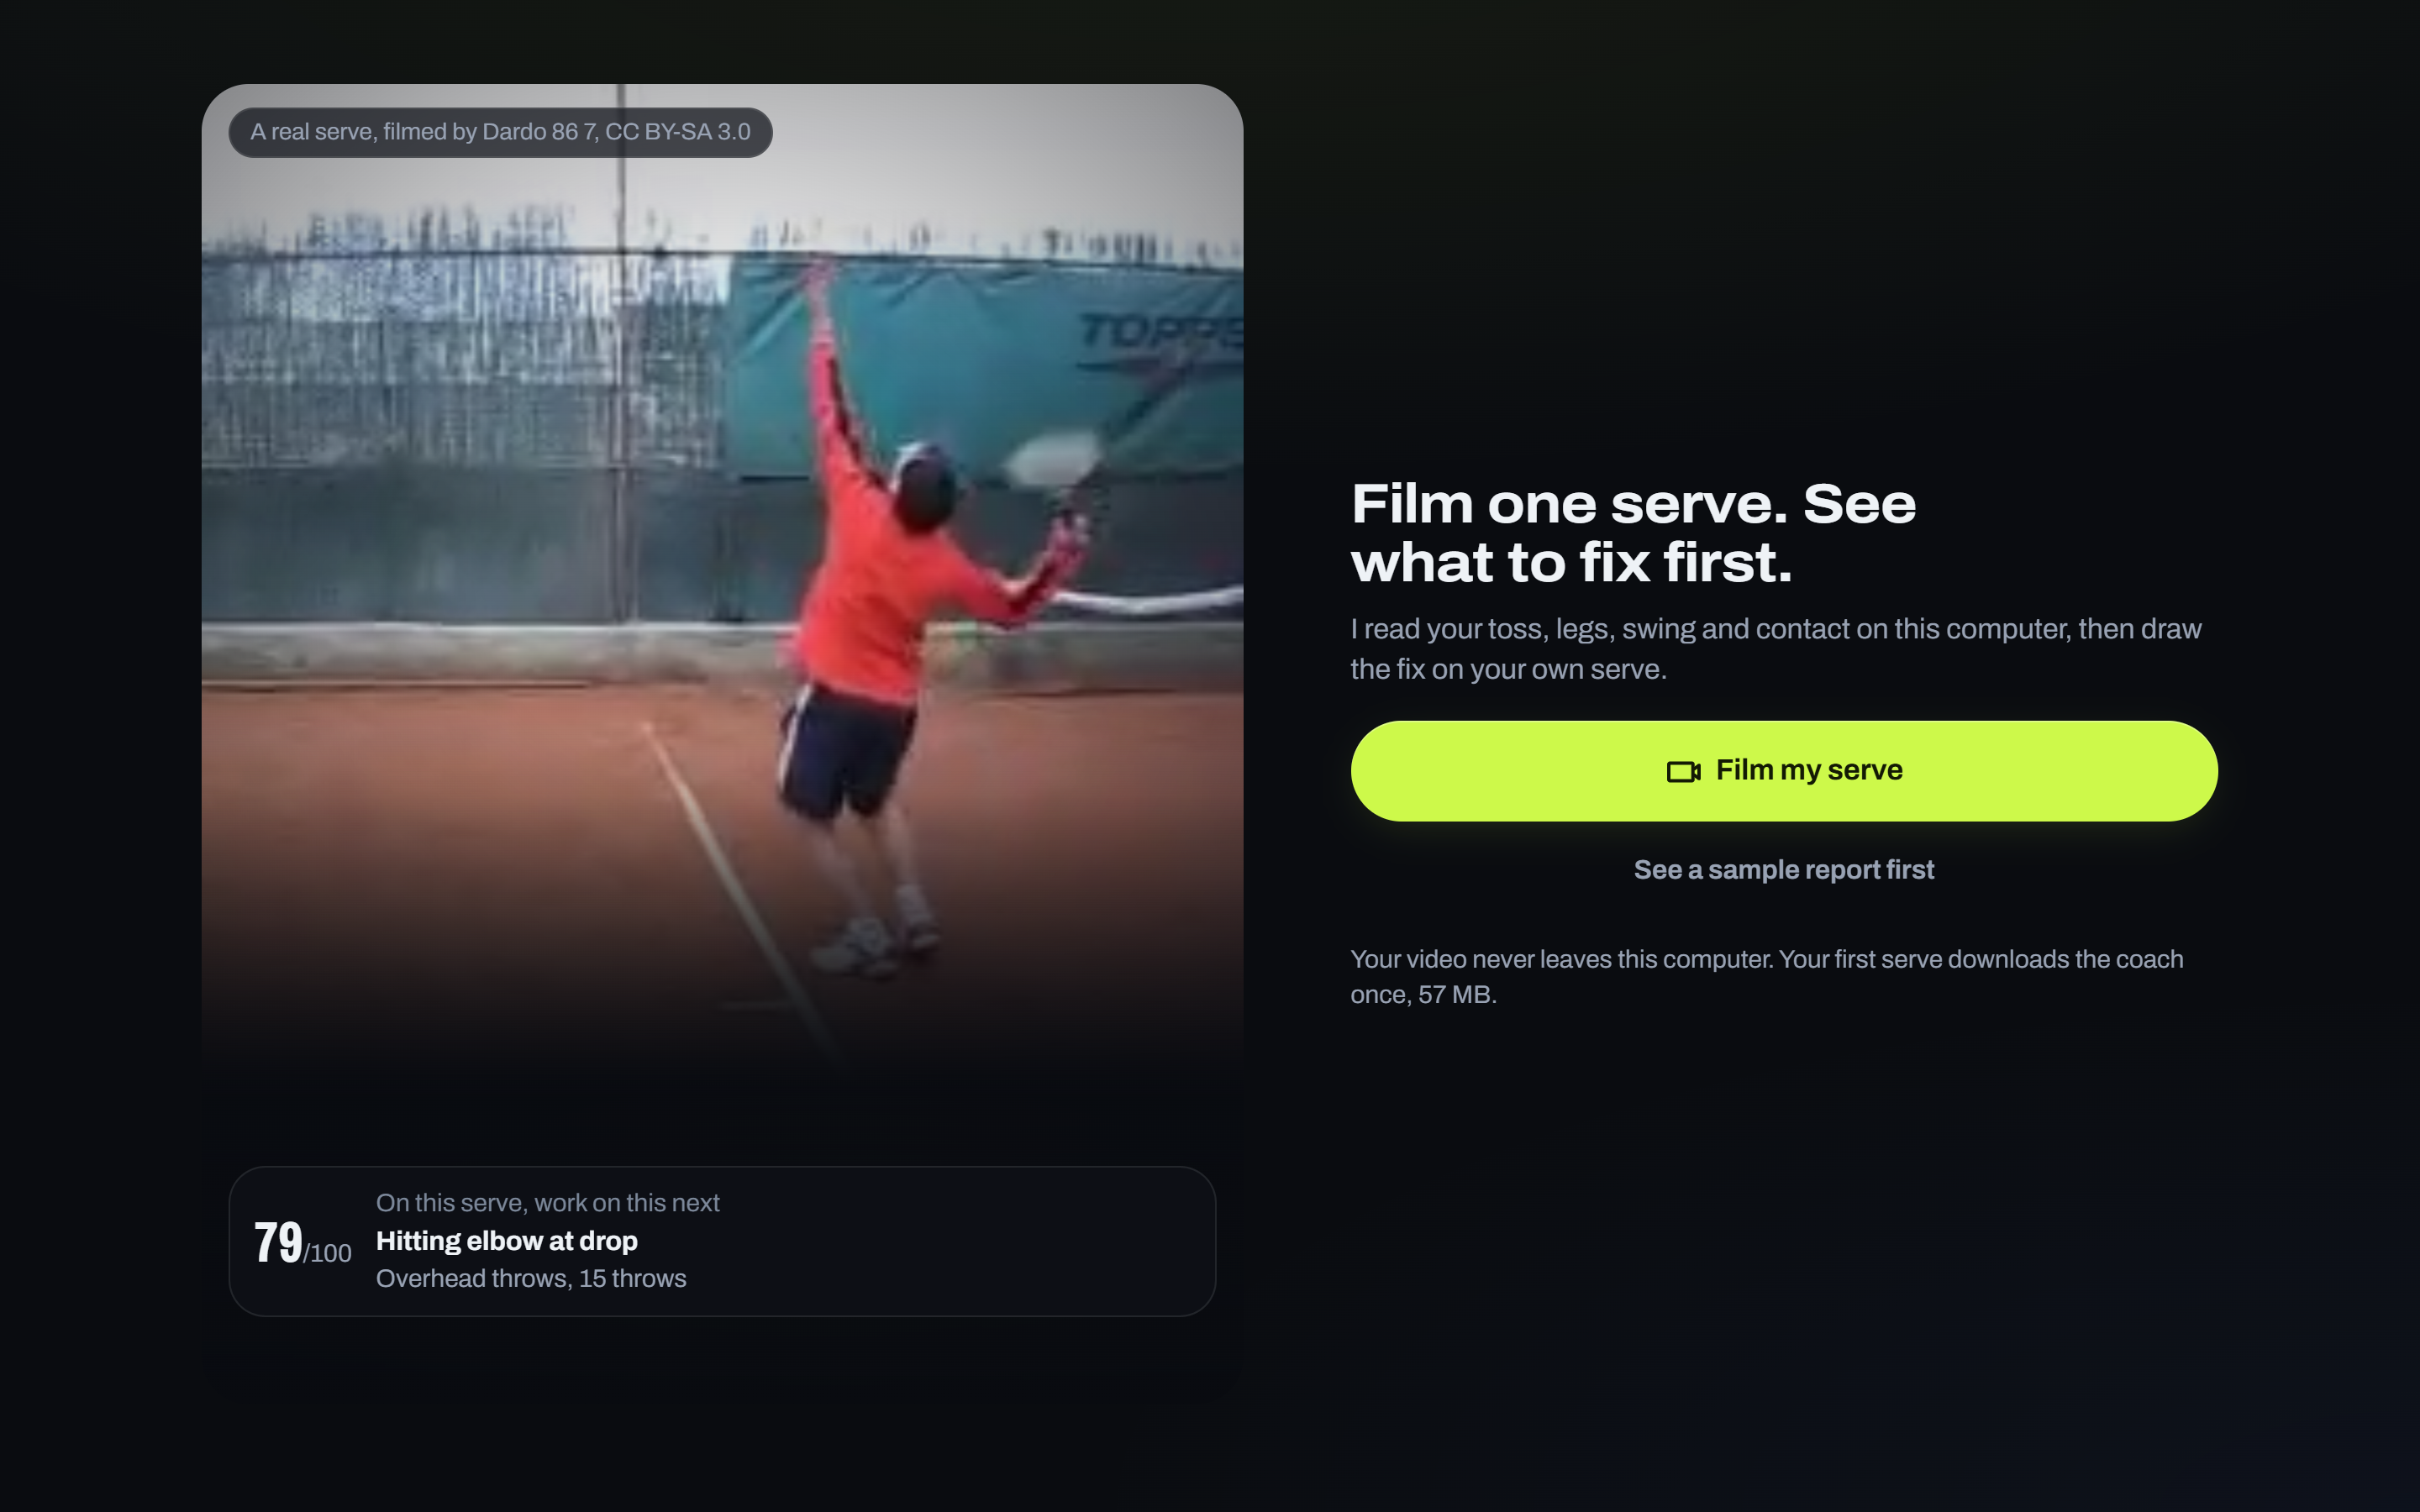 A real serve, filmed by Dardo 86 7, CC BY-SA 3.0
Film one serve. See
what to fix first.
I read your toss, legs, swing and contact on this computer, then draw
the fix on your own serve.
Film my serve
See a sample report first
Your video never leaves this computer. Your first serve downloads the coach
once, 57 MB.
79/100
On this serve, work on this next
Hitting elbow at drop
Overhead throws, 15 throws